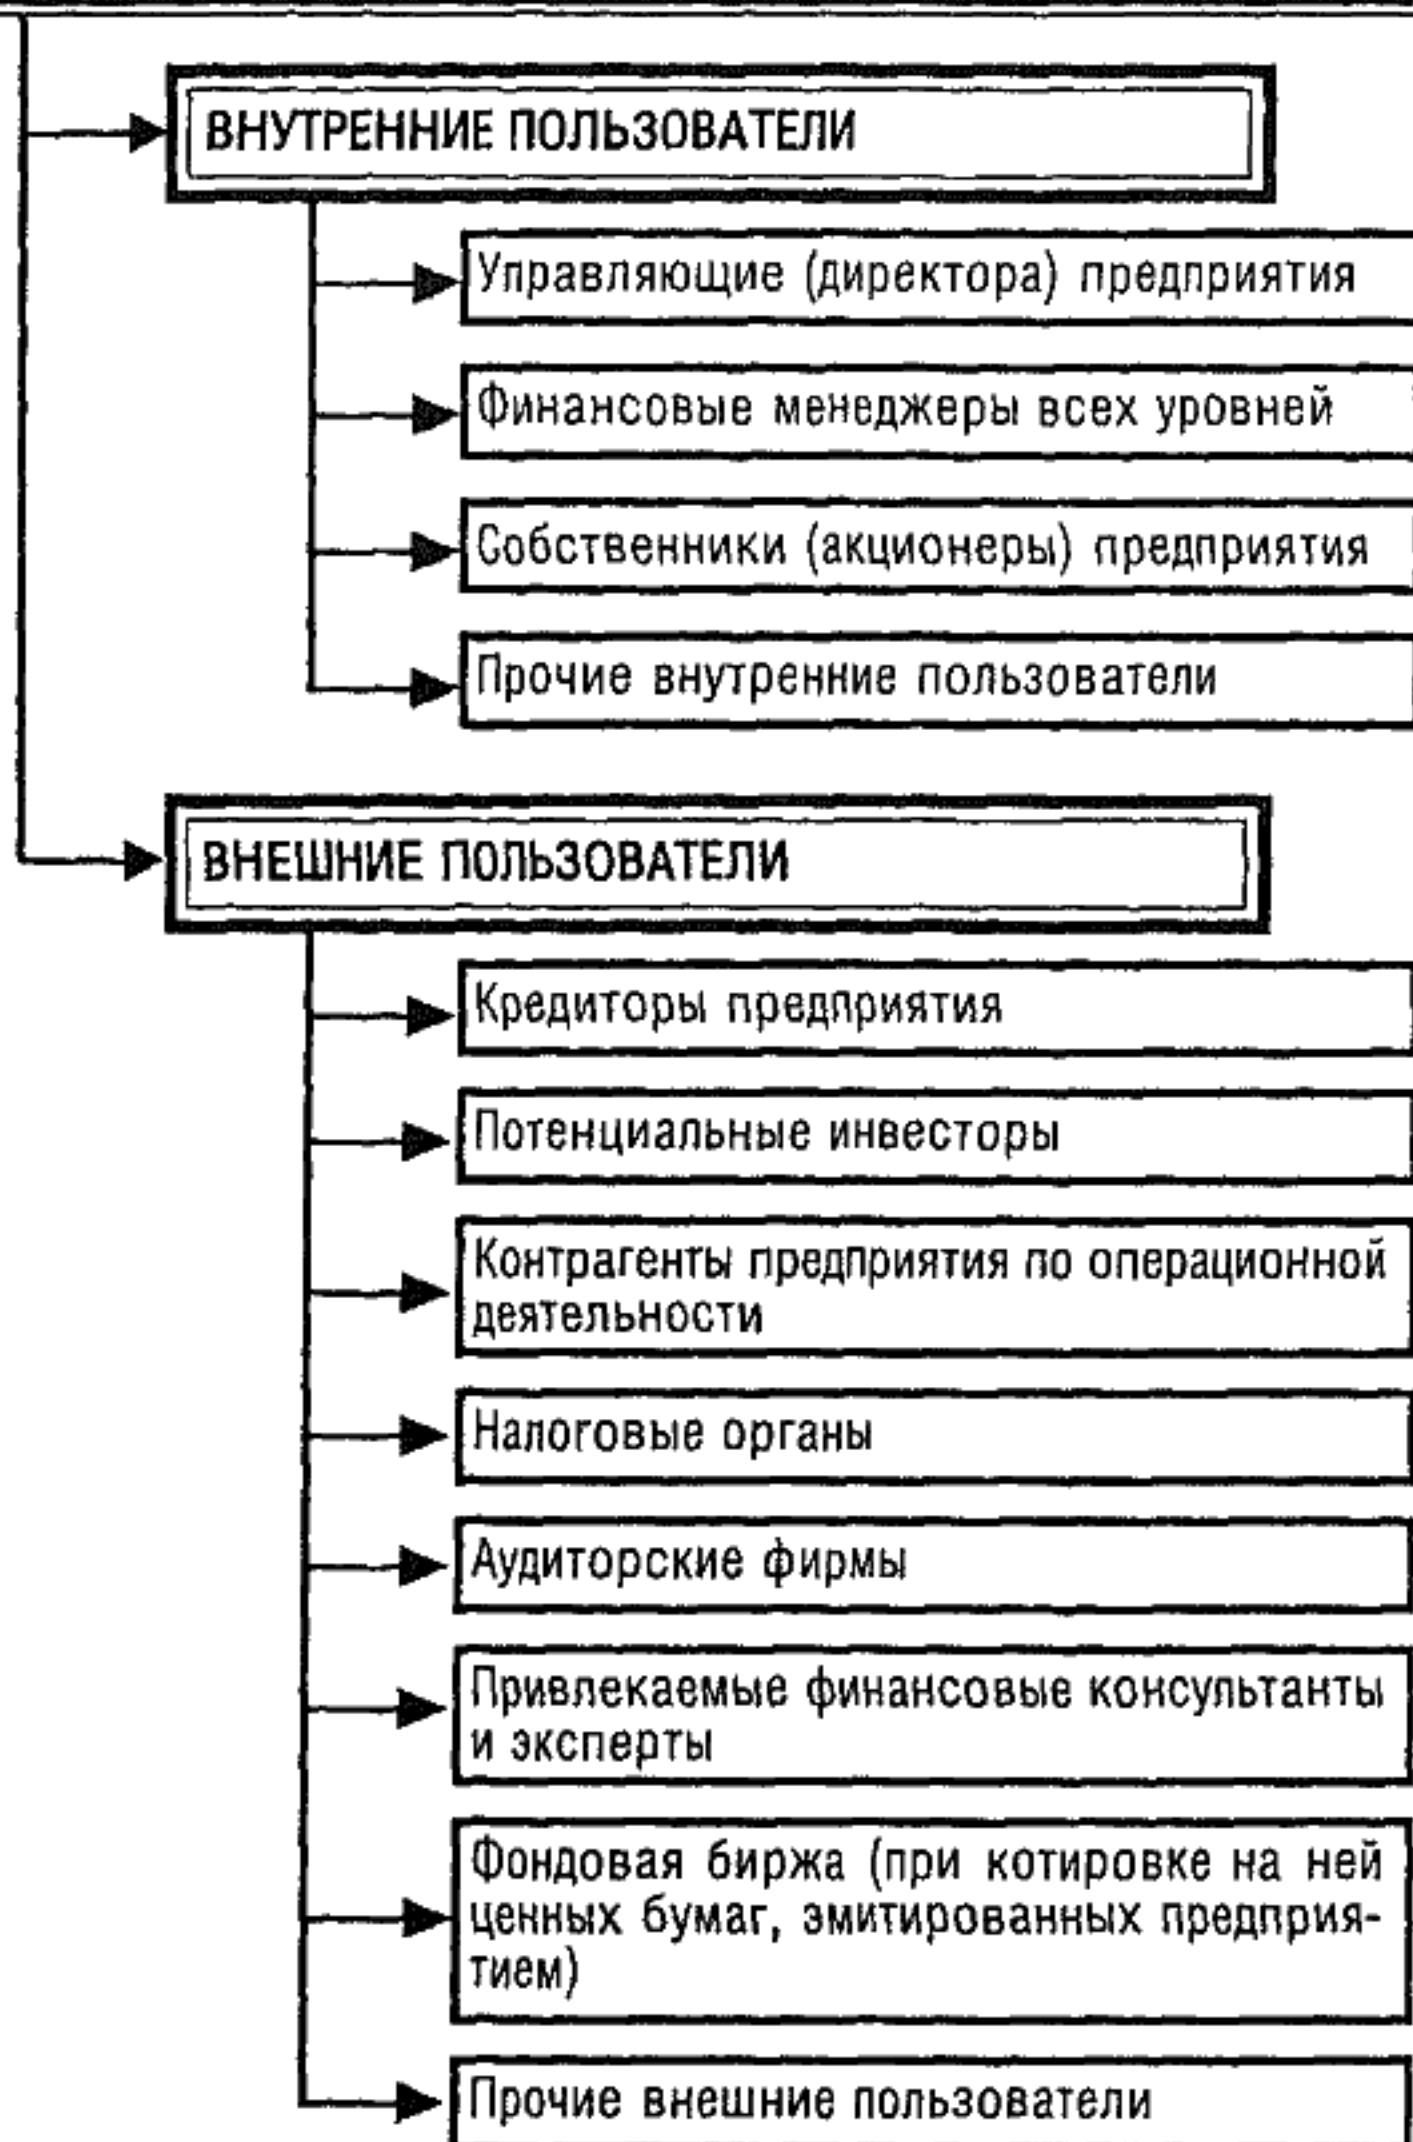 ВНУТРЕННИЕ ПОЛЬЗОВАТЕЛИ
Управляющие (директора) предприятия
Финансовые менеджеры всех уровней
Собственники (акционеры) предприятия
Прочие внутренние пользователи
ВНЕШНИЕ ПОЛЬЗОВАТЕЛИ
Кредиторы предприятия
Потенциальные инвесторы
Контрагенты предприятия по операционной
деятельности
Налоговые органы
Аудиторские фирмы
Привлекаемые финансовые консультанты
и эксперты
Фондовая биржа (при котировке на ней
ценных бумаг, эмитированных предприя-
тием)
Прочие внешние пользователи